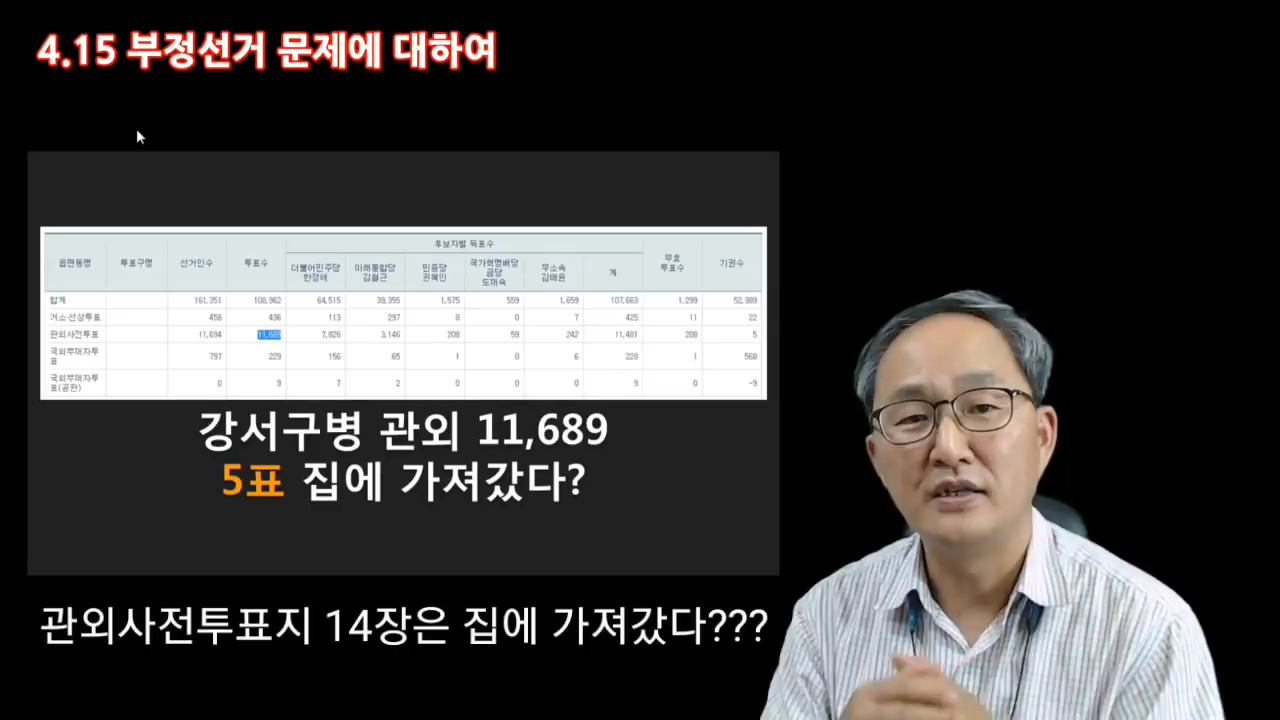 4.15 부정선거 문제에 대하여
후보자별 득표수
읍면동명 투표구명 선거인수 투표수 더불어민주당 한정애 미래통합당 김철근 민중당 권혜인 국가혁명배당금당 도재숙 무소속 김태윤 계 무효 투표수 기권수
합계 161,351 108,962 64,515 39,355 1,575 559 1,659 107,663 1,299 52,389
거소·선상투표 458 436 113 297 8 0 7 425 11 22
관외사전투표 11,694 11,689 7,826 3,146 208 59 242 11,481 208 5
국외부재자투표 797 229 156 65 1 0 6 228 1 568
국외부재자투표(공관) 0 9 7 2 0 0 0 9 0 -9
강서구병 관외 11,689
5표 집에 가져갔다?
관외사전투표지 14장은 집에 가져갔다???